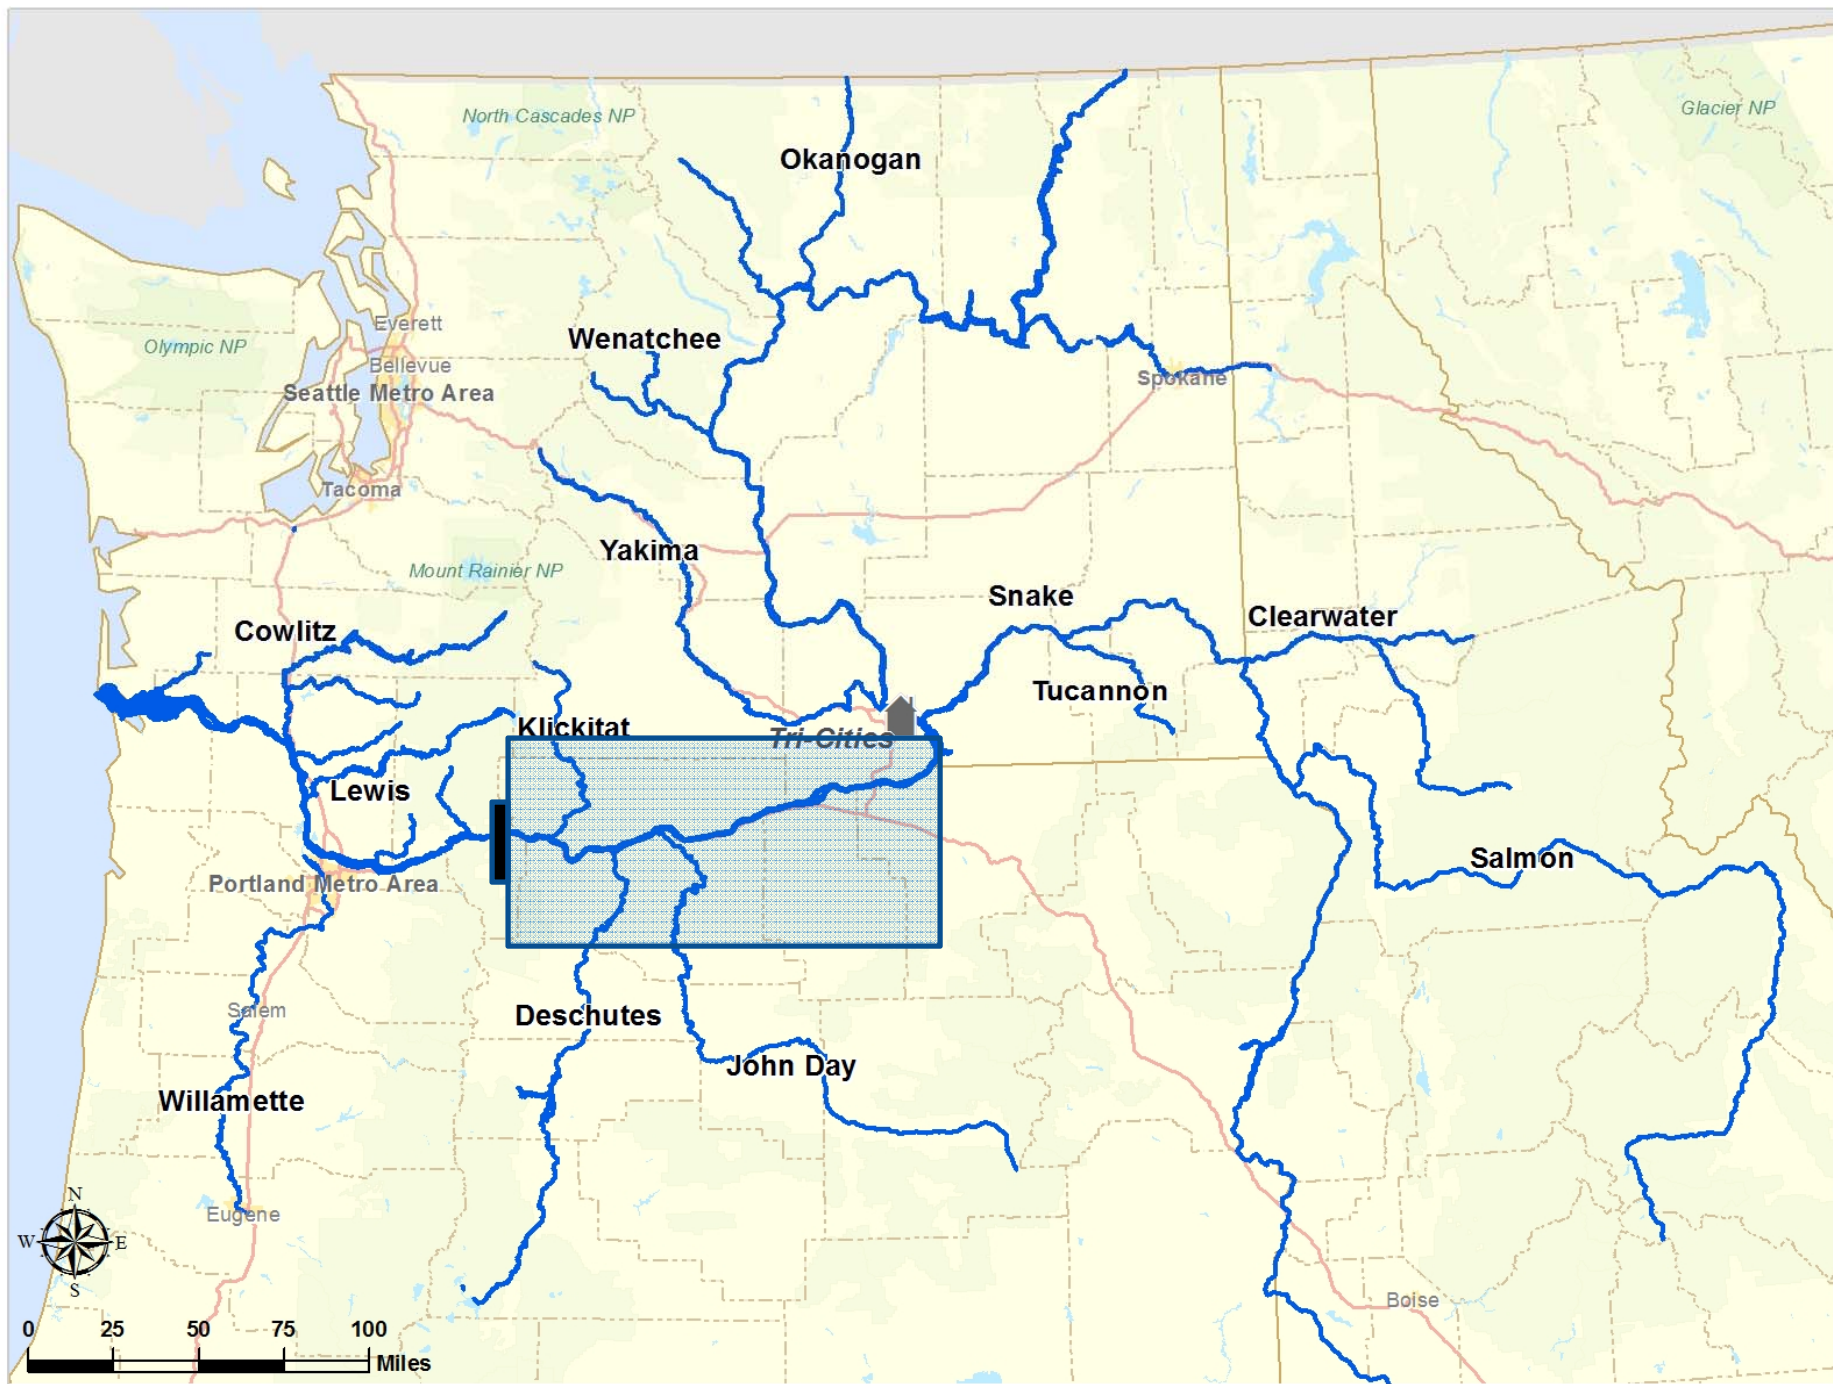 North Cascades NP
Glacier NP
Okanogan
Everett
Wenatchee
Olympic NP
Bellevue
Spokane
Seattle Metro Area
Tacoma
Yakima
Mount Rainier NP
Snake
Clearwater
Cowlitz
Tucannon
Klickitat
Tri-Cities
Lewis
Salmon
Portland Metro Area
Salem
Deschutes
John Day
Willamette
N
Eugene
W E
S
Boise
0 25 50 75 100
Miles